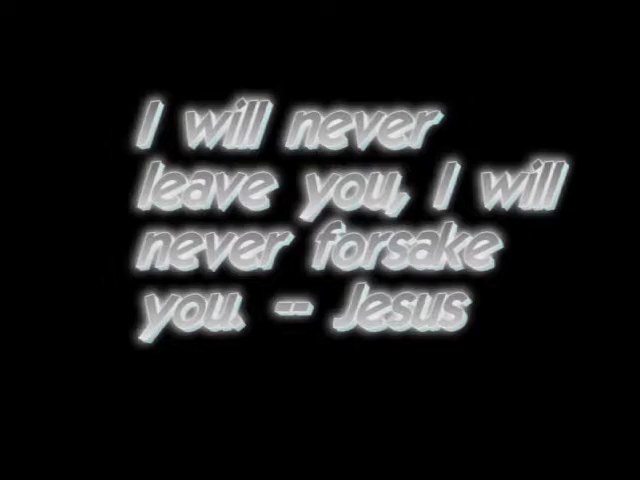 I will never
leave you, I will
never forsake
you. -- Jesus